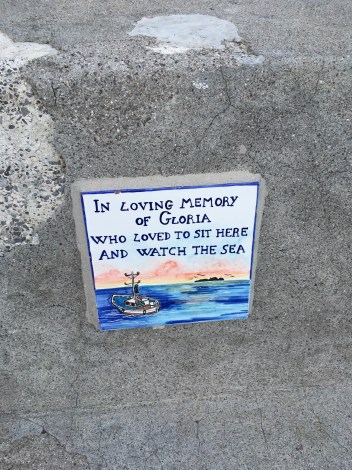 In loving memory
of Gloria
who loved to sit here
and watch the sea